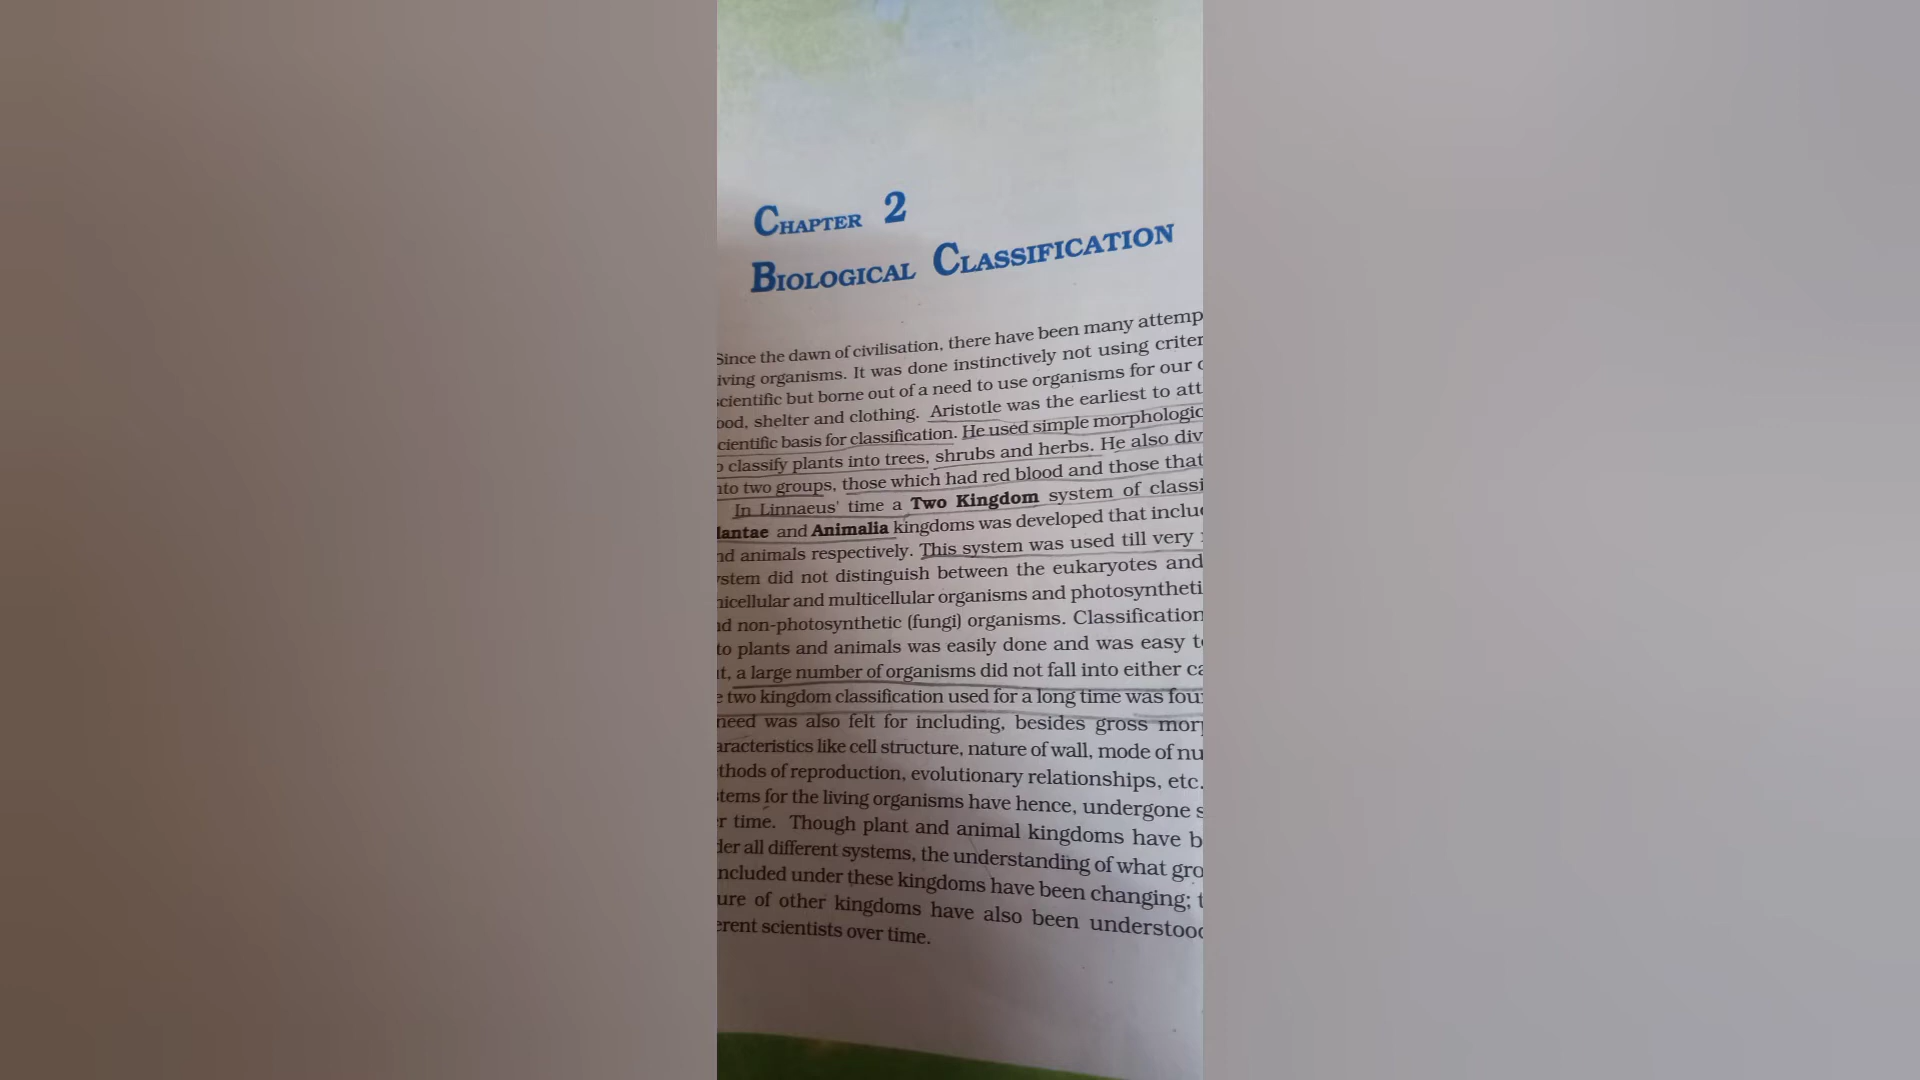 CHAPTER 2
BIOLOGICAL CLASSIFICATION
Since the dawn of civilisation, there have been many attemp
iving organisms. It was done instinctively not using criter
scientific but borne out of a need to use organisms for our o
ood, shelter and clothing. Aristotle was the earliest to att
cientific basis for classification. He used simple morphologic
o classify plants into trees, shrubs and herbs. He also div
nto two groups, those which had red blood and those that
In Linnaeus' time a Two Kingdom system of classi
lantae and Animalia kingdoms was developed that inclu
nd animals respectively. This system was used till very
ystem did not distinguish between the eukaryotes and
nicellular and multicellular organisms and photosyntheti
nd non-photosynthetic (fungi) organisms. Classification
to plants and animals was easily done and was easy t
ut, a large number of organisms did not fall into either ca
e two kingdom classification used for a long time was fou
need was also felt for including, besides gross morp
aracteristics like cell structure, nature of wall, mode of nu
thods of reproduction, evolutionary relationships, etc.
stems for the living organisms have hence, undergone s
er time. Though plant and animal kingdoms have b
der all different systems, the understanding of what gro
included under these kingdoms have been changing; t
ure of other kingdoms have also been understood
erent scientists over time.